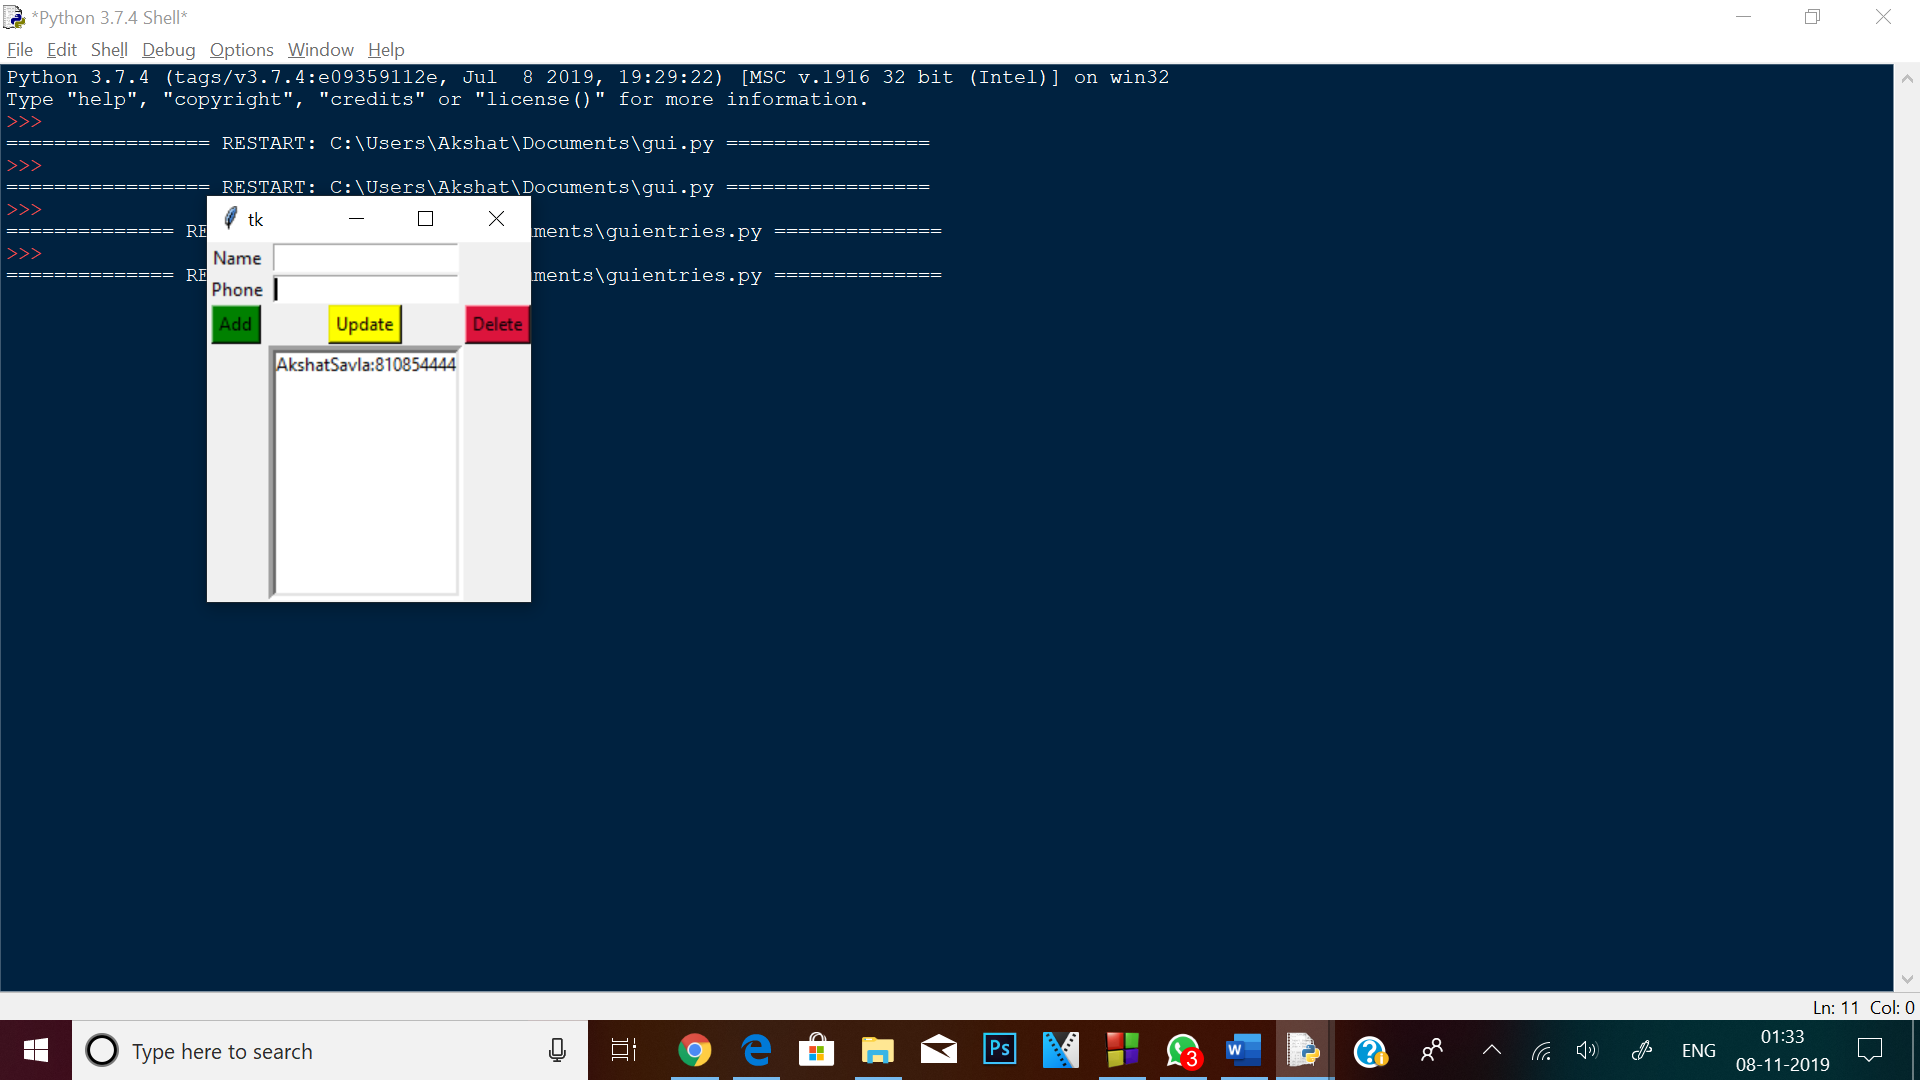 *Python 3.7.4 Shell*
File Edit Shell Debug Options Window Help
Python 3.7.4 (tags/v3.7.4:e09359112e, Jul  8 2019, 19:29:22) [MSC v.1916 32 bit (Intel)] on win32
Type "help", "copyright", "credits" or "license()" for more information.
>>>
================= RESTART: C:\Users\Akshat\Documents\gui.py =================
>>>
================= RESTART: C:\Users\Akshat\Documents\gui.py =================
>>>
============== RE
ments\guientries.py ==============
>>>
============== RE
ments\guientries.py ==============
tk
Name
Phone
Add Update Delete
AkshatSavla:810854444
Ln: 11 Col: 0
Type here to search
Ps
W
3
ENG
01:33
08-11-2019